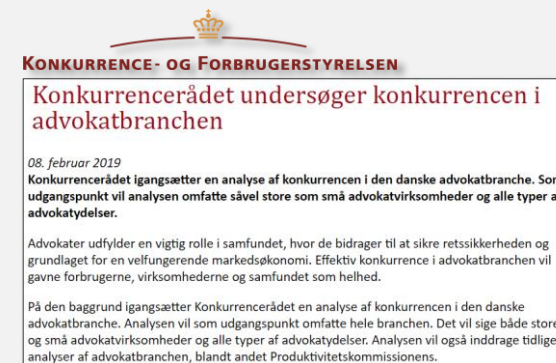 KONKURRENCE- OG FORBRUGERSTYRELSEN
Konkurrencerådet undersøger konkurrencen i
advokatbranchen
08. februar 2019
Konkurrencerådet igangsætter en analyse af konkurrencen i den danske advokatbranche.
udgangspunkt vil analysen omfatte såvel store som små advokatvirksomheder og alle typer
advokatydelser.
Advokater udfylder en vigtig rolle i samfundet, hvor de bidrager til at sikre retssikkerheden og
grundlaget for en velfungerende markedsøkonomi. Effektiv konkurrence i advokatbranchen vil
gavne forbrugerne, virksomhederne og samfundet som helhed.
På den baggrund igangsætter Konkurrencerådet en analyse af konkurrencen i den danske
advokatbranche. Analysen vil som udgangspunkt omfatte hele branchen. Det vil sige både store
og små advokatvirksomheder og alle typer af advokatydelser. Analysen vil også inddrage
analyser af advokatbranchen, blandt andet Produktivitetskommissionens.